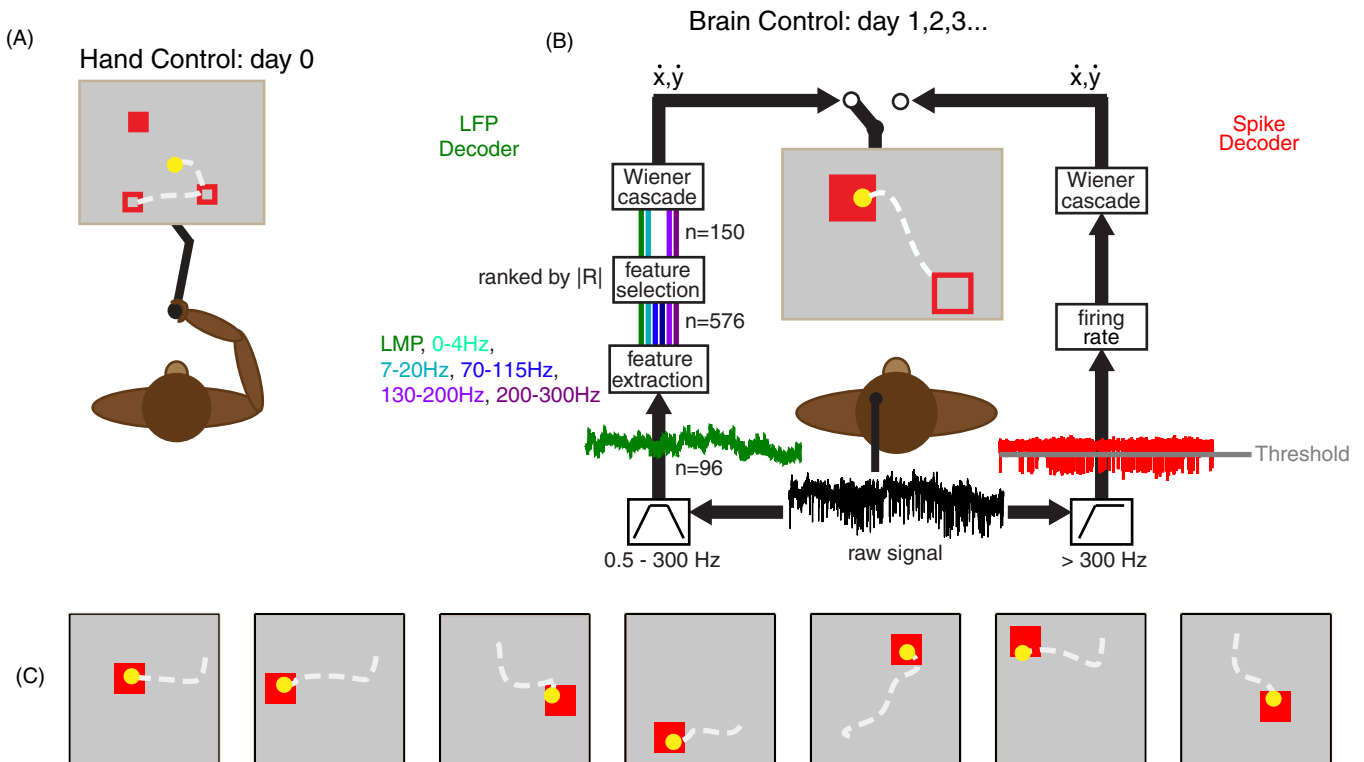 (A)
Hand Control: day 0
(B)
Brain Control: day 1,2,3...
ẋ,ẏ
ẋ,ẏ
LFP
Decoder
Spike
Decoder
Wiener
cascade
Wiener
cascade
n=150
ranked by |R|
feature
selection
n=576
firing
rate
LMP, 0-4Hz,
7-20Hz, 70-115Hz,
130-200Hz, 200-300Hz
feature
extraction
n=96
Threshold
0.5 - 300 Hz
raw signal
> 300 Hz
(C)